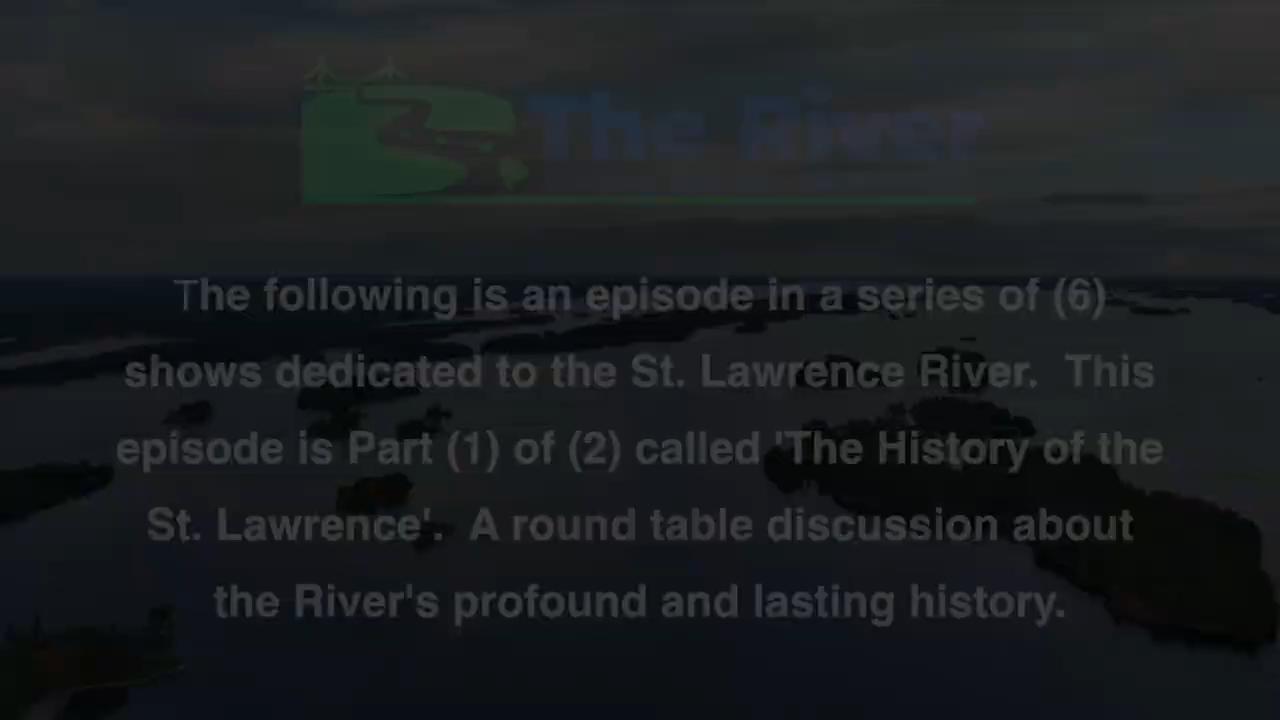 The River
The following is an episode in a series of (6)
shows dedicated to the St. Lawrence River.  This
episode is Part (1) of (2) called 'The History of the
St. Lawrence'.  A round table discussion about
the River's profound and lasting history.